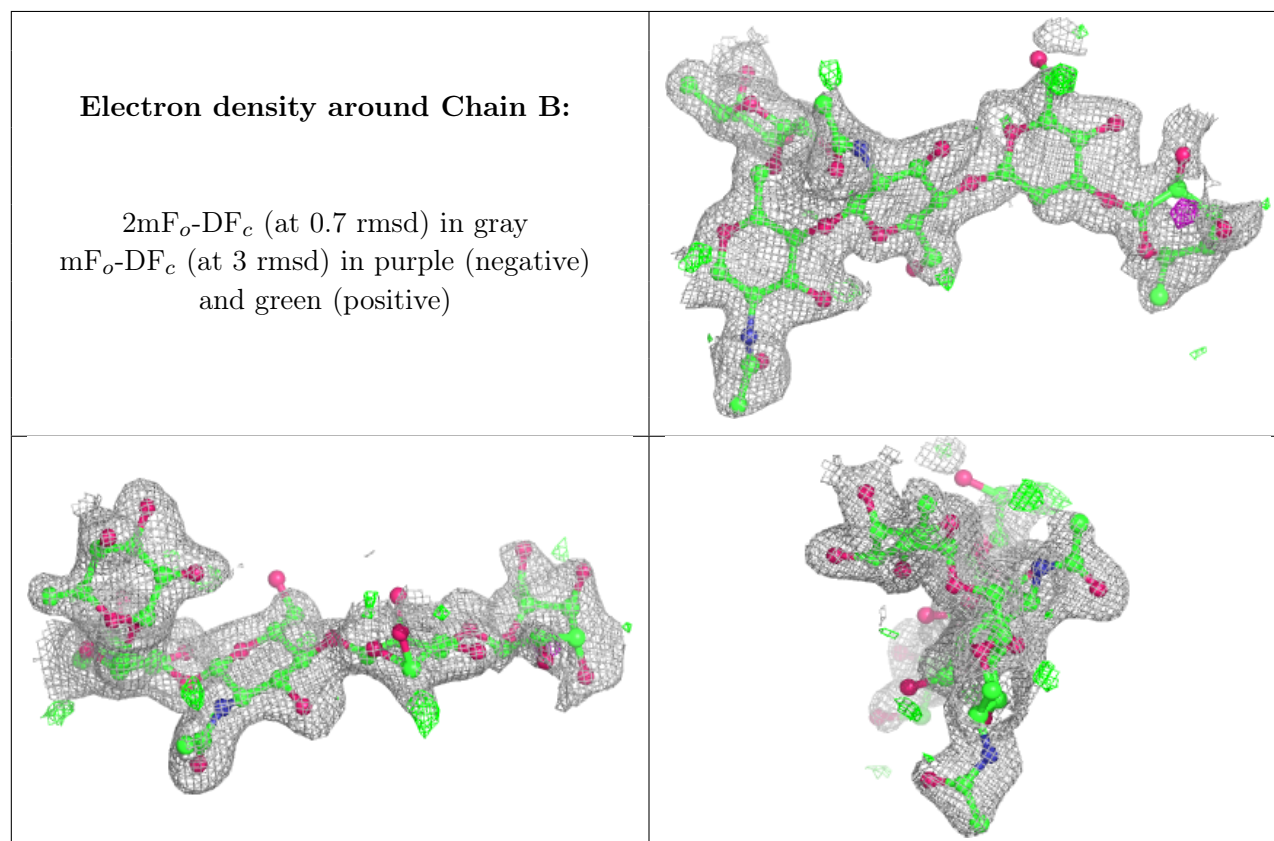 Electron density around Chain B:
2mFo-DFc (at 0.7 rmsd) in gray
mFo-DFc (at 3 rmsd) in purple (negative)
and green (positive)